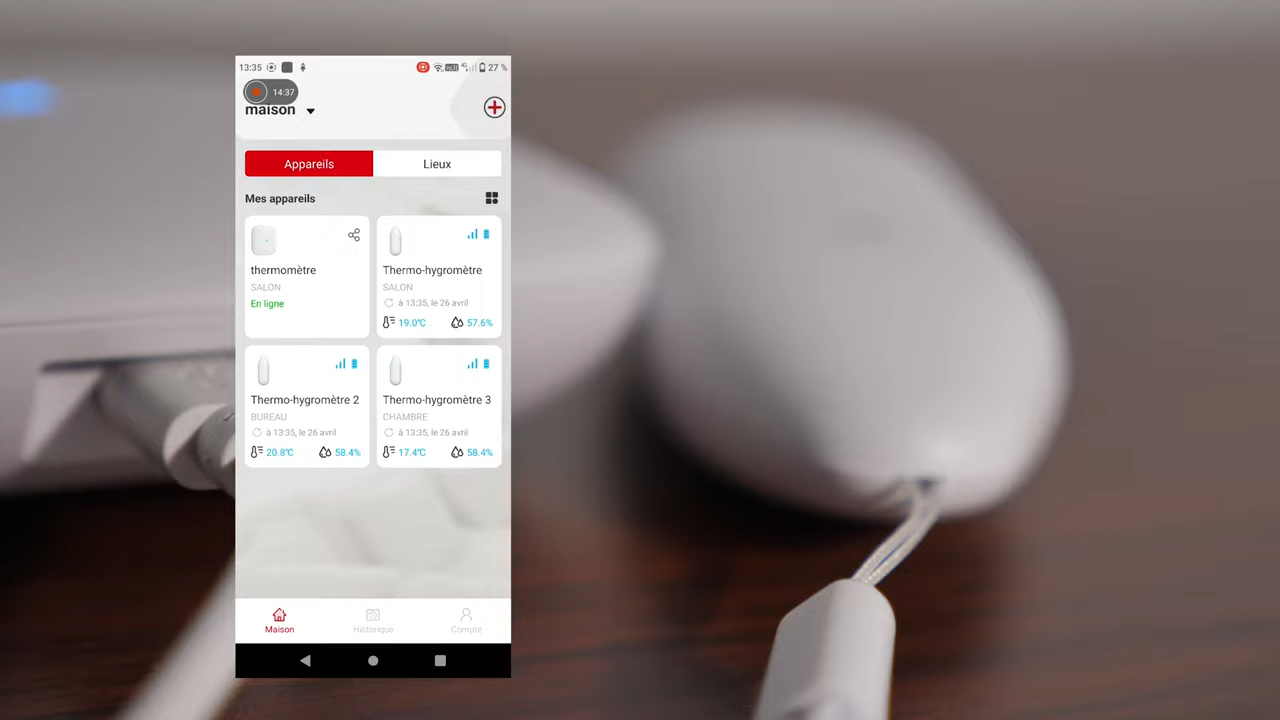 13:35 27 %
14:37
maison
Appareils Lieux
Mes appareils
thermomètre
SALON
En ligne
Thermo-hygromètre
SALON
à 13:35, le 26 avril
19.0°C 57.6%
Thermo-hygromètre 2
BUREAU
à 13:35, le 26 avril
20.8°C 58.4%
Thermo-hygromètre 3
CHAMBRE
à 13:35, le 26 avril
17.4°C 58.4%
Maison Historique Compte